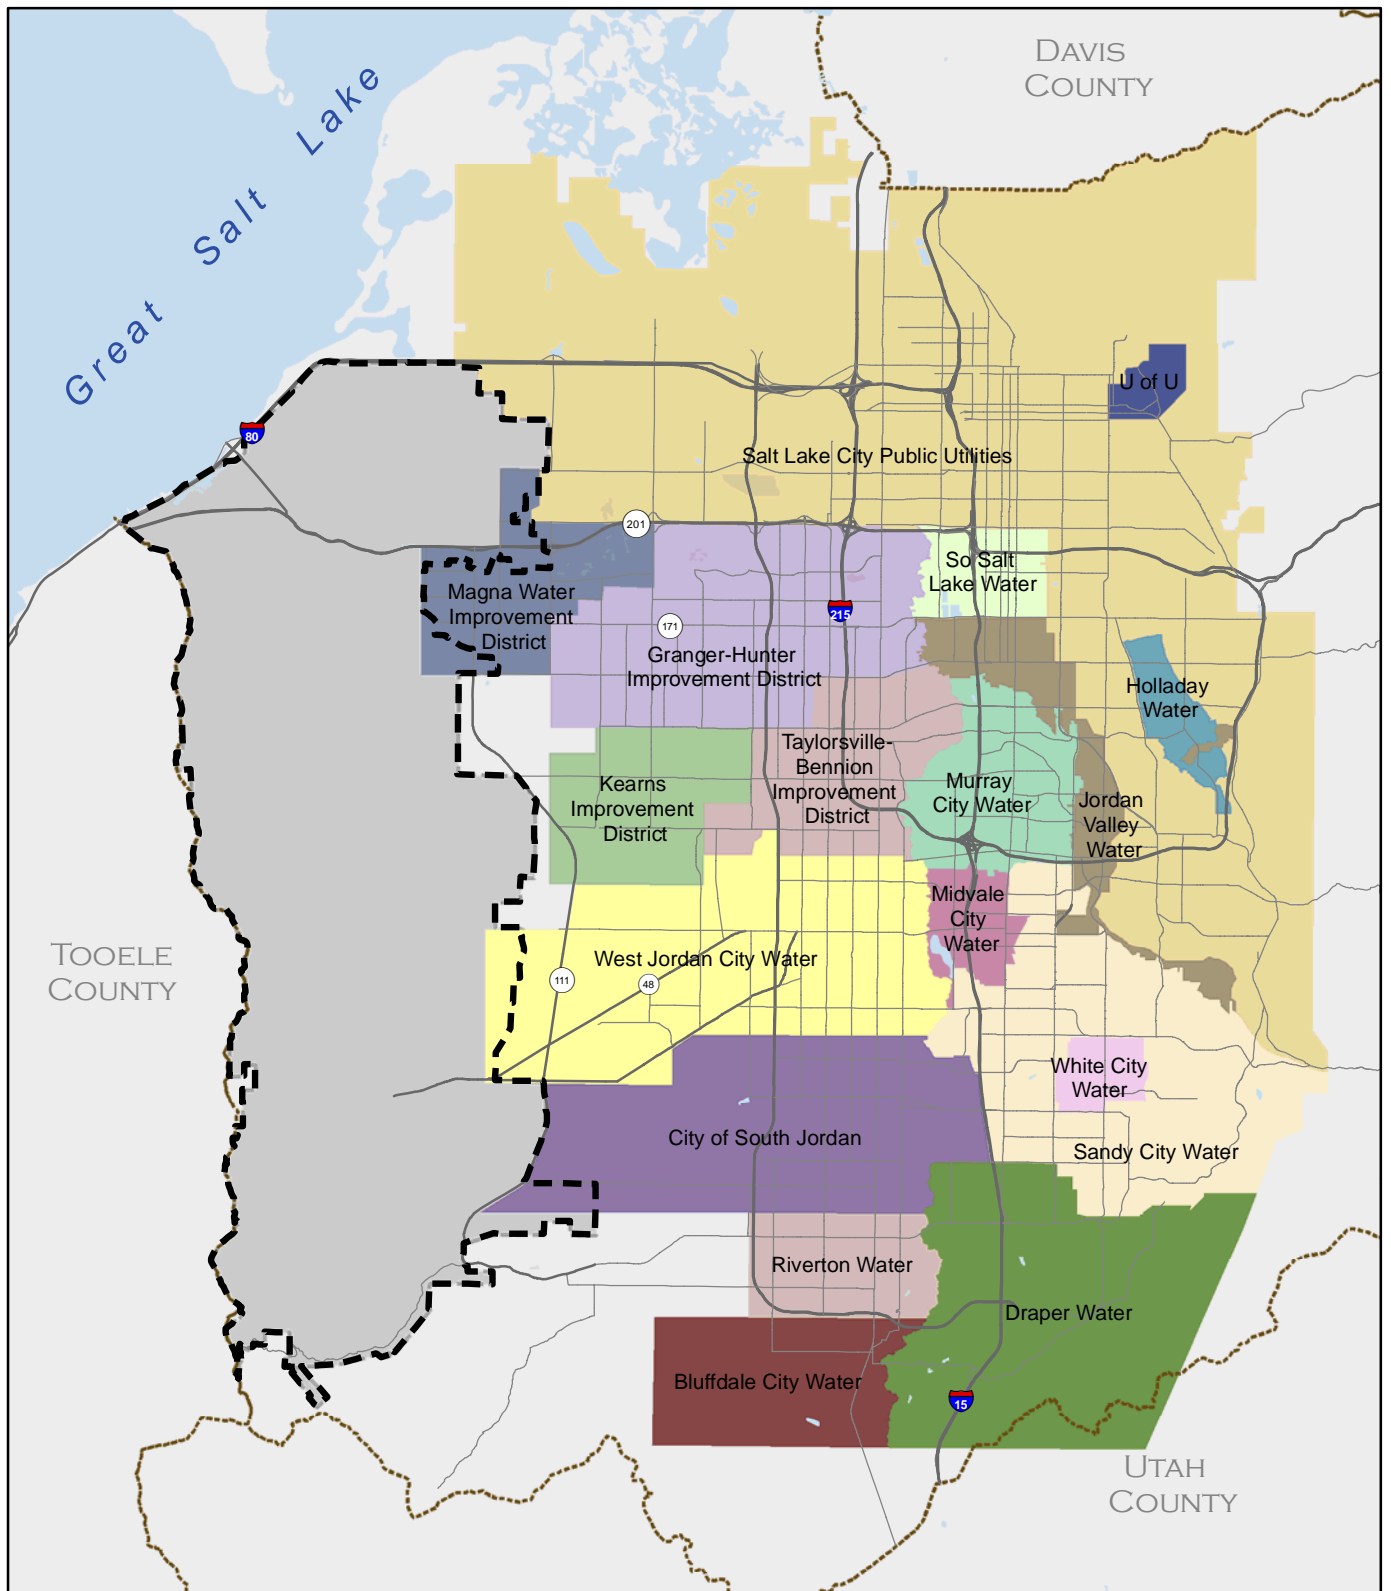 DAVIS
COUNTY
Great Salt Lake
U of U
80
Salt Lake City Public Utilities
201
So Salt
Lake Water
Magna Water
Improvement
District
215
171
Granger-Hunter
Improvement District
Holladay
Water
Taylorsville-
Bennion
Improvement
District
Kearns
Improvement
District
Murray
City Water
Jordan
Valley
Water
Midvale
City
Water
TOOELE
COUNTY
West Jordan City Water
111
48
White City
Water
City of South Jordan
Sandy City Water
Riverton Water
Draper Water
Bluffdale City Water
15
UTAH
COUNTY